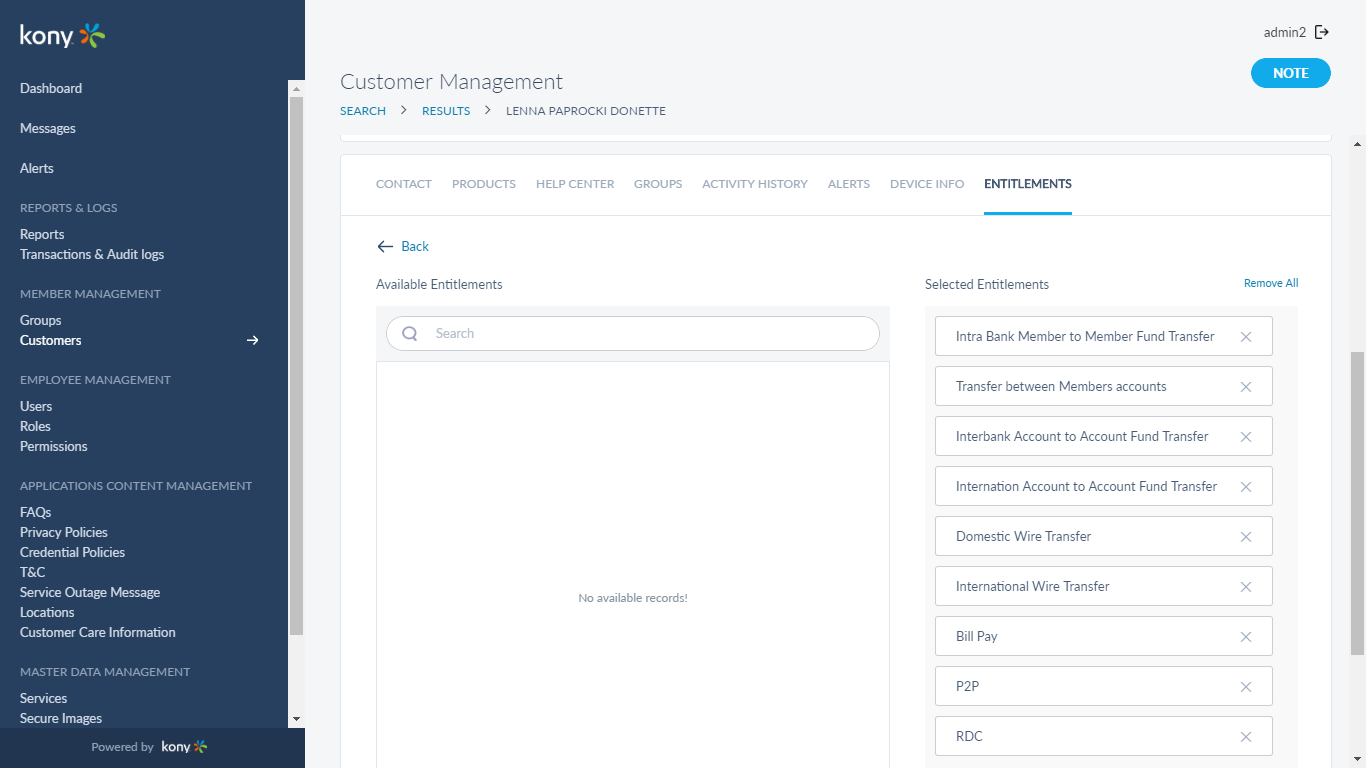 kony
Dashboard
Messages
Alerts
REPORTS & LOGS
Reports
Transactions & Audit logs
MEMBER MANAGEMENT
Groups
Customers
EMPLOYEE MANAGEMENT
Users
Roles
Permissions
APPLICATIONS CONTENT MANAGEMENT
FAQs
Privacy Policies
Credential Policies
T&C
Service Outage Message
Locations
Customer Care Information
MASTER DATA MANAGEMENT
Services
Secure Images
Powered by kony
admin2
Customer Management
NOTE
SEARCH RESULTS LENNA PAPROCKI DONETTE
CONTACT PRODUCTS HELP CENTER GROUPS ACTIVITY HISTORY ALERTS DEVICE INFO ENTITLEMENTS
Back
Available Entitlements
Search
No available records!
Selected Entitlements Remove All
Intra Bank Member to Member Fund Transfer
Transfer between Members accounts
Interbank Account to Account Fund Transfer
Internation Account to Account Fund Transfer
Domestic Wire Transfer
International Wire Transfer
Bill Pay
P2P
RDC